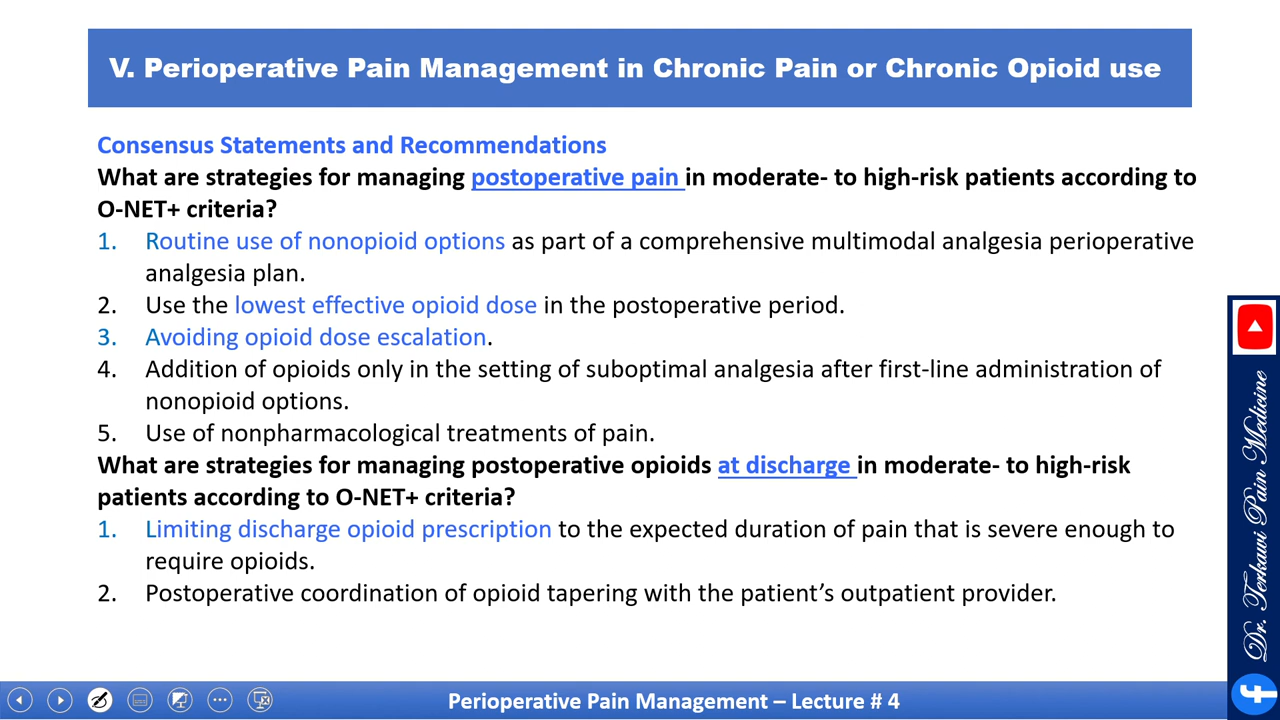 V. Perioperative Pain Management in Chronic Pain or Chronic Opioid use
Consensus Statements and Recommendations
What are strategies for managing postoperative pain in moderate- to high-risk patients according to
O-NET+ criteria?
1. Routine use of nonopioid options as part of a comprehensive multimodal analgesia perioperative
analgesia plan.
2. Use the lowest effective opioid dose in the postoperative period.
3. Avoiding opioid dose escalation.
4. Addition of opioids only in the setting of suboptimal analgesia after first-line administration of
nonopioid options.
5. Use of nonpharmacological treatments of pain.
What are strategies for managing postoperative opioids at discharge in moderate- to high-risk
patients according to O-NET+ criteria?
1. Limiting discharge opioid prescription to the expected duration of pain that is severe enough to
require opioids.
2. Postoperative coordination of opioid tapering with the patient’s outpatient provider.
Dr. Terkawi Pain Medicine
Perioperative Pain Management – Lecture # 4